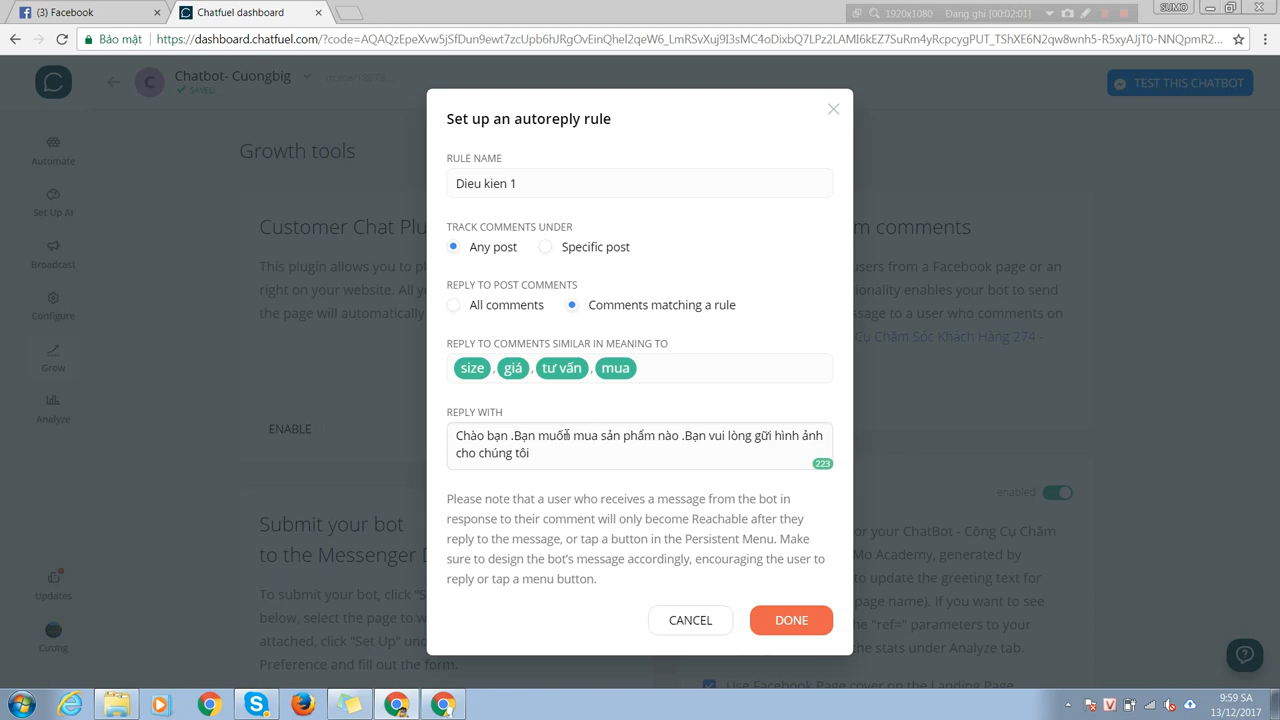 Facebook
Chatfuel dashboard
1920x1080
Đang ghi [00:02:01]
SUMO
Bảo mật
https://dashboard.chatfuel.com/?code=AQAQzEpeXvw5jSfDun9ewt7zcUpb6hJRgOvEinQhel2qeW6_LmRSvXuj9I3sMC4oDixbQ7LPz2LAMI6kEZ7SuRm4yRcpcygPUT_TShXE6N2qw8wnh5-R5xyAJjT0-NNQpmR2...
Chatbot- Cuongbig
SAVED
TEST THIS CHATBOT
Automate
Set Up AI
Broadcast
Configure
Grow
Analyze
Updates
Cương
Growth tools
Customer Chat Plu
This plugin allows you to pl
right on your website. All yo
the page will automatically
ENABLE
m comments
users from a Facebook page or an
ionality enables your bot to send
ssage to a user who comments on
Cụ Chăm Sóc Khách Hàng 274 -
Set up an autoreply rule
RULE NAME
Dieu kien 1
TRACK COMMENTS UNDER
Any post
Specific post
REPLY TO POST COMMENTS
All comments
Comments matching a rule
REPLY TO COMMENTS SIMILAR IN MEANING TO
size , giá , tư vấn , mua
REPLY WITH
Chào bạn .Bạn muốn mua sản phẩm nào .Bạn vui lòng gữi hình ảnh
cho chúng tôi
223
Please note that a user who receives a message from the bot in
response to their comment will only become Reachable after they
reply to the message, or tap a button in the Persistent Menu. Make
sure to design the bot's message accordingly, encouraging the user to
reply or tap a menu button.
CANCEL
DONE
Submit your bot
to the Messenger D
To submit your bot, click "S
below, select the page to w
attached, click "Set Up" und
Preference and fill out the form.
enabled
or your ChatBot - Công Cụ Chăm
Mo Academy, generated by
to update the greeting text for
page name). If you want to see
the "ref=" parameters to your
the stats under Analyze tab.
Use Facebook Page cover on the Landing Page
9:59 SA
13/12/2017